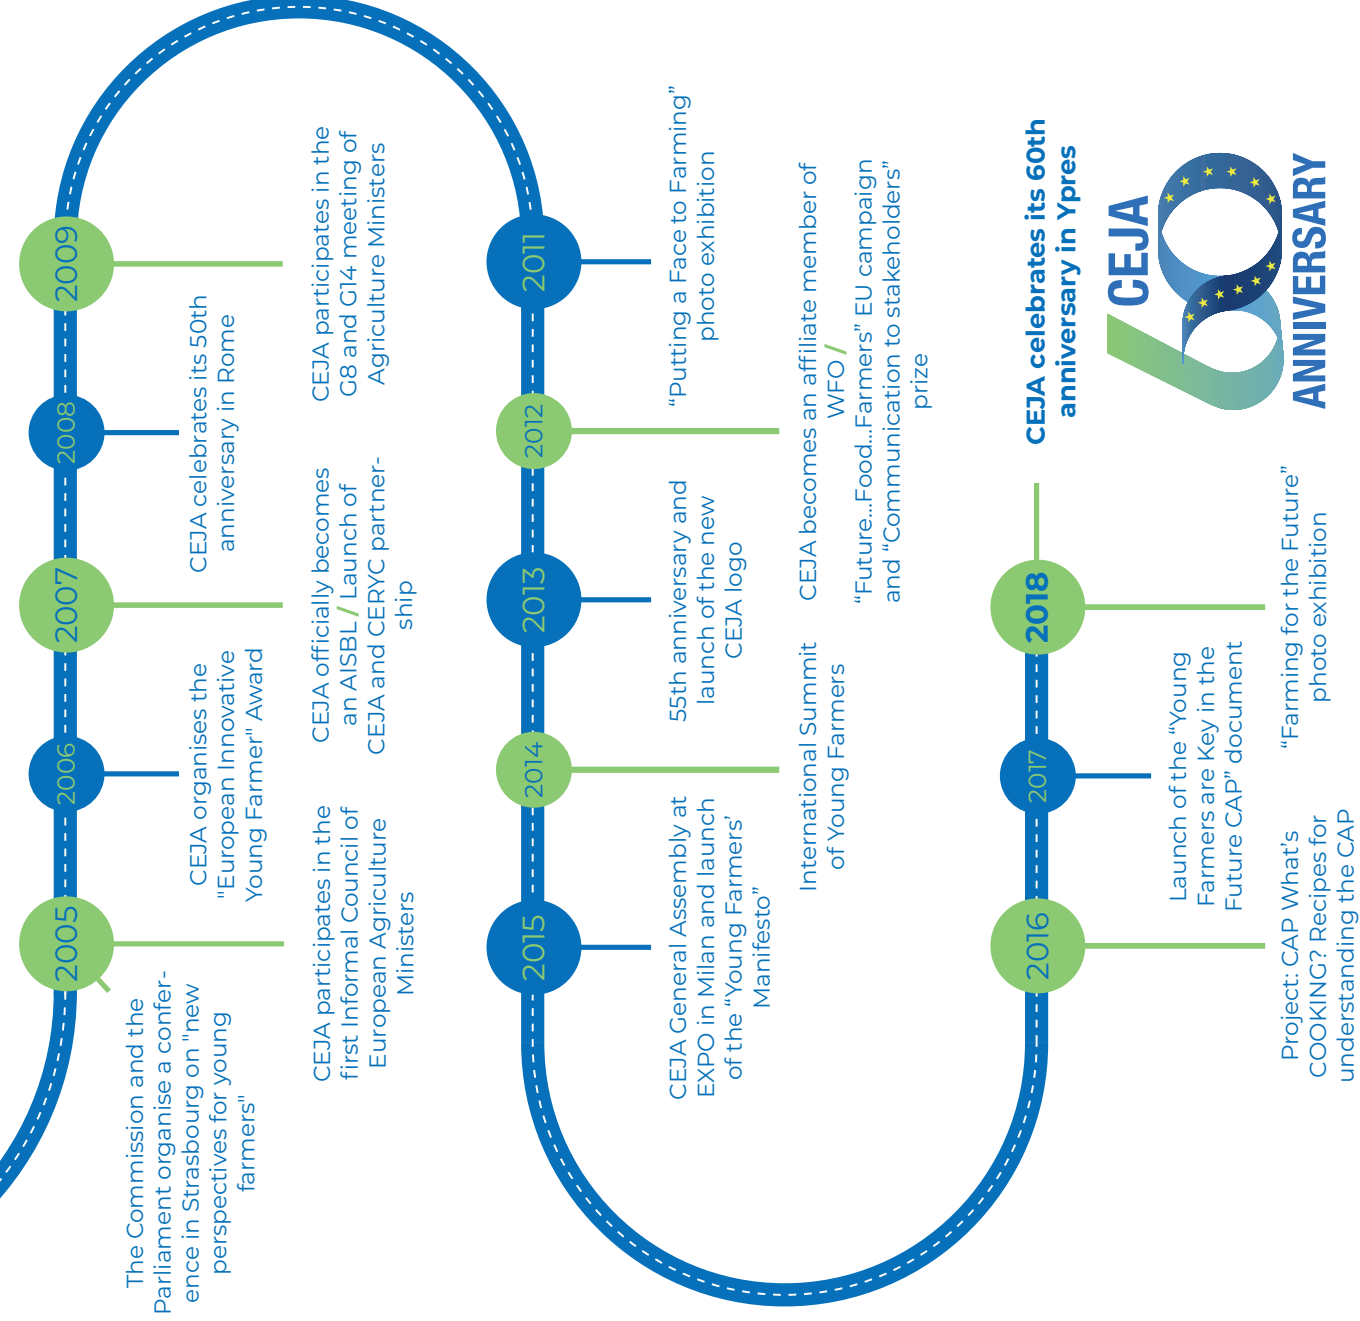 2005
The Commission and the
Parliament organise a confer-
ence in Strasbourg on "new
perspectives for young
farmers"
CEJA participates in the
first Informal Council of
European Agriculture
Ministers
2006
CEJA organises the
"European Innovative
Young Farmer" Award
2007
CEJA officially becomes
an AISBL / Launch of
CEJA and CERYC partner-
ship
2008
CEJA celebrates its 50th
anniversary in Rome
2009
CEJA participates in the
G8 and G14 meeting of
Agriculture Ministers
2011
“Putting a Face to Farming”
photo exhibition
2012
CEJA becomes an affiliate member of
WFO /
“Future...Food...Farmers” EU campaign
and “Communication to stakeholders”
prize
2013
55th anniversary and
launch of the new
CEJA logo
2014
International Summit
of Young Farmers
2015
CEJA General Assembly at
EXPO in Milan and launch
of the “Young Farmers’
Manifesto”
2016
Project: CAP What’s
COOKING? Recipes for
understanding the CAP
2017
Launch of the “Young
Farmers are Key in the
Future CAP” document
2018
“Farming for the Future”
photo exhibition
CEJA celebrates its 60th
anniversary in Ypres
CEJA
60
ANNIVERSARY